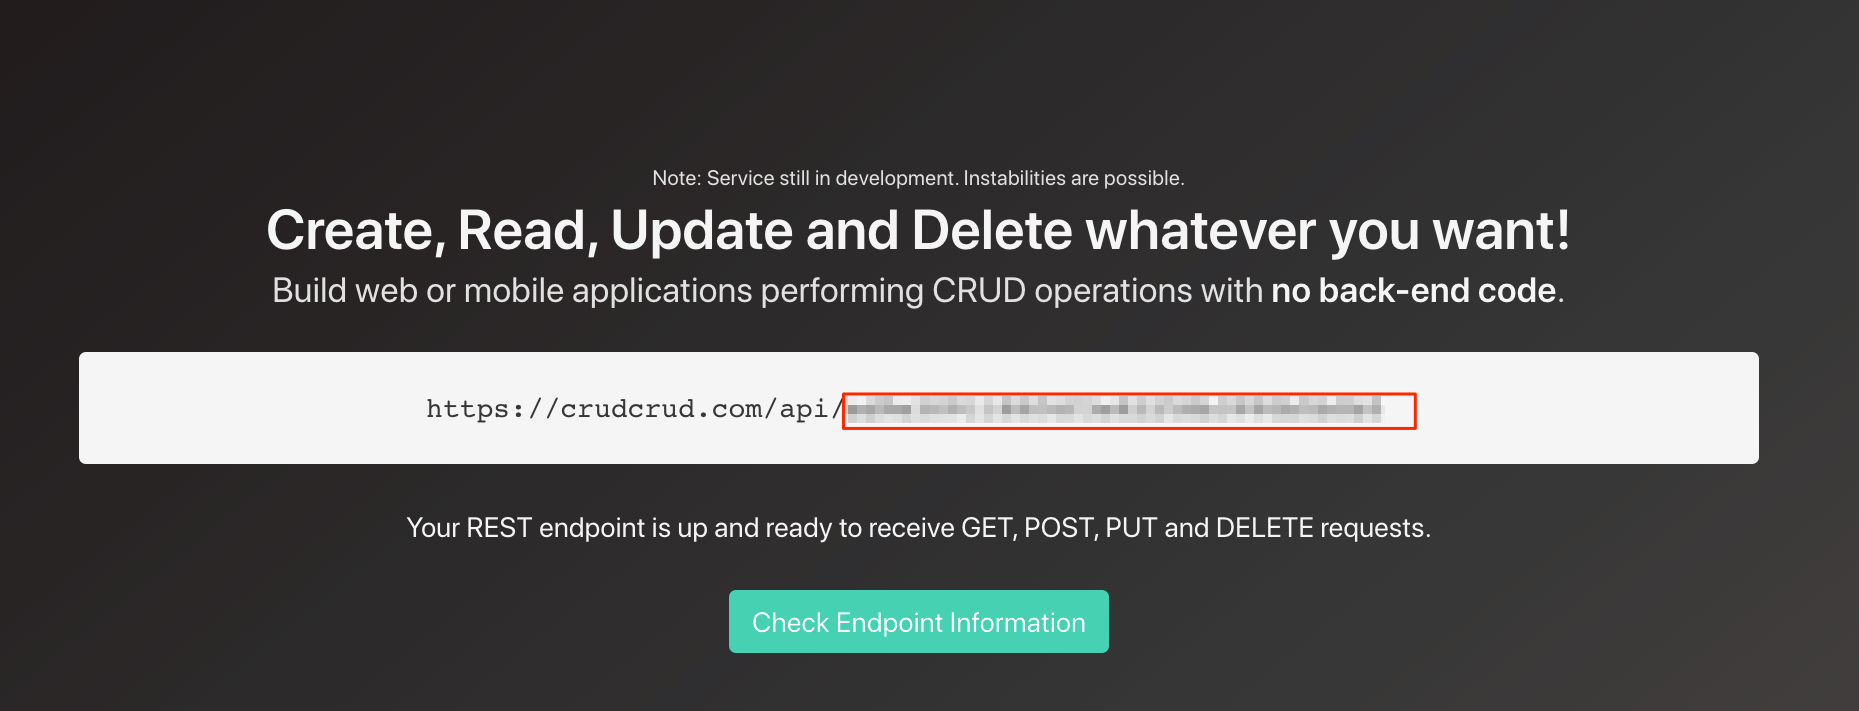 Note: Service still in development. Instabilities are possible.
Create, Read, Update and Delete whatever you want!
Build web or mobile applications performing CRUD operations with no back-end code.
https://crudcrud.com/api/
Your REST endpoint is up and ready to receive GET, POST, PUT and DELETE requests.
Check Endpoint Information